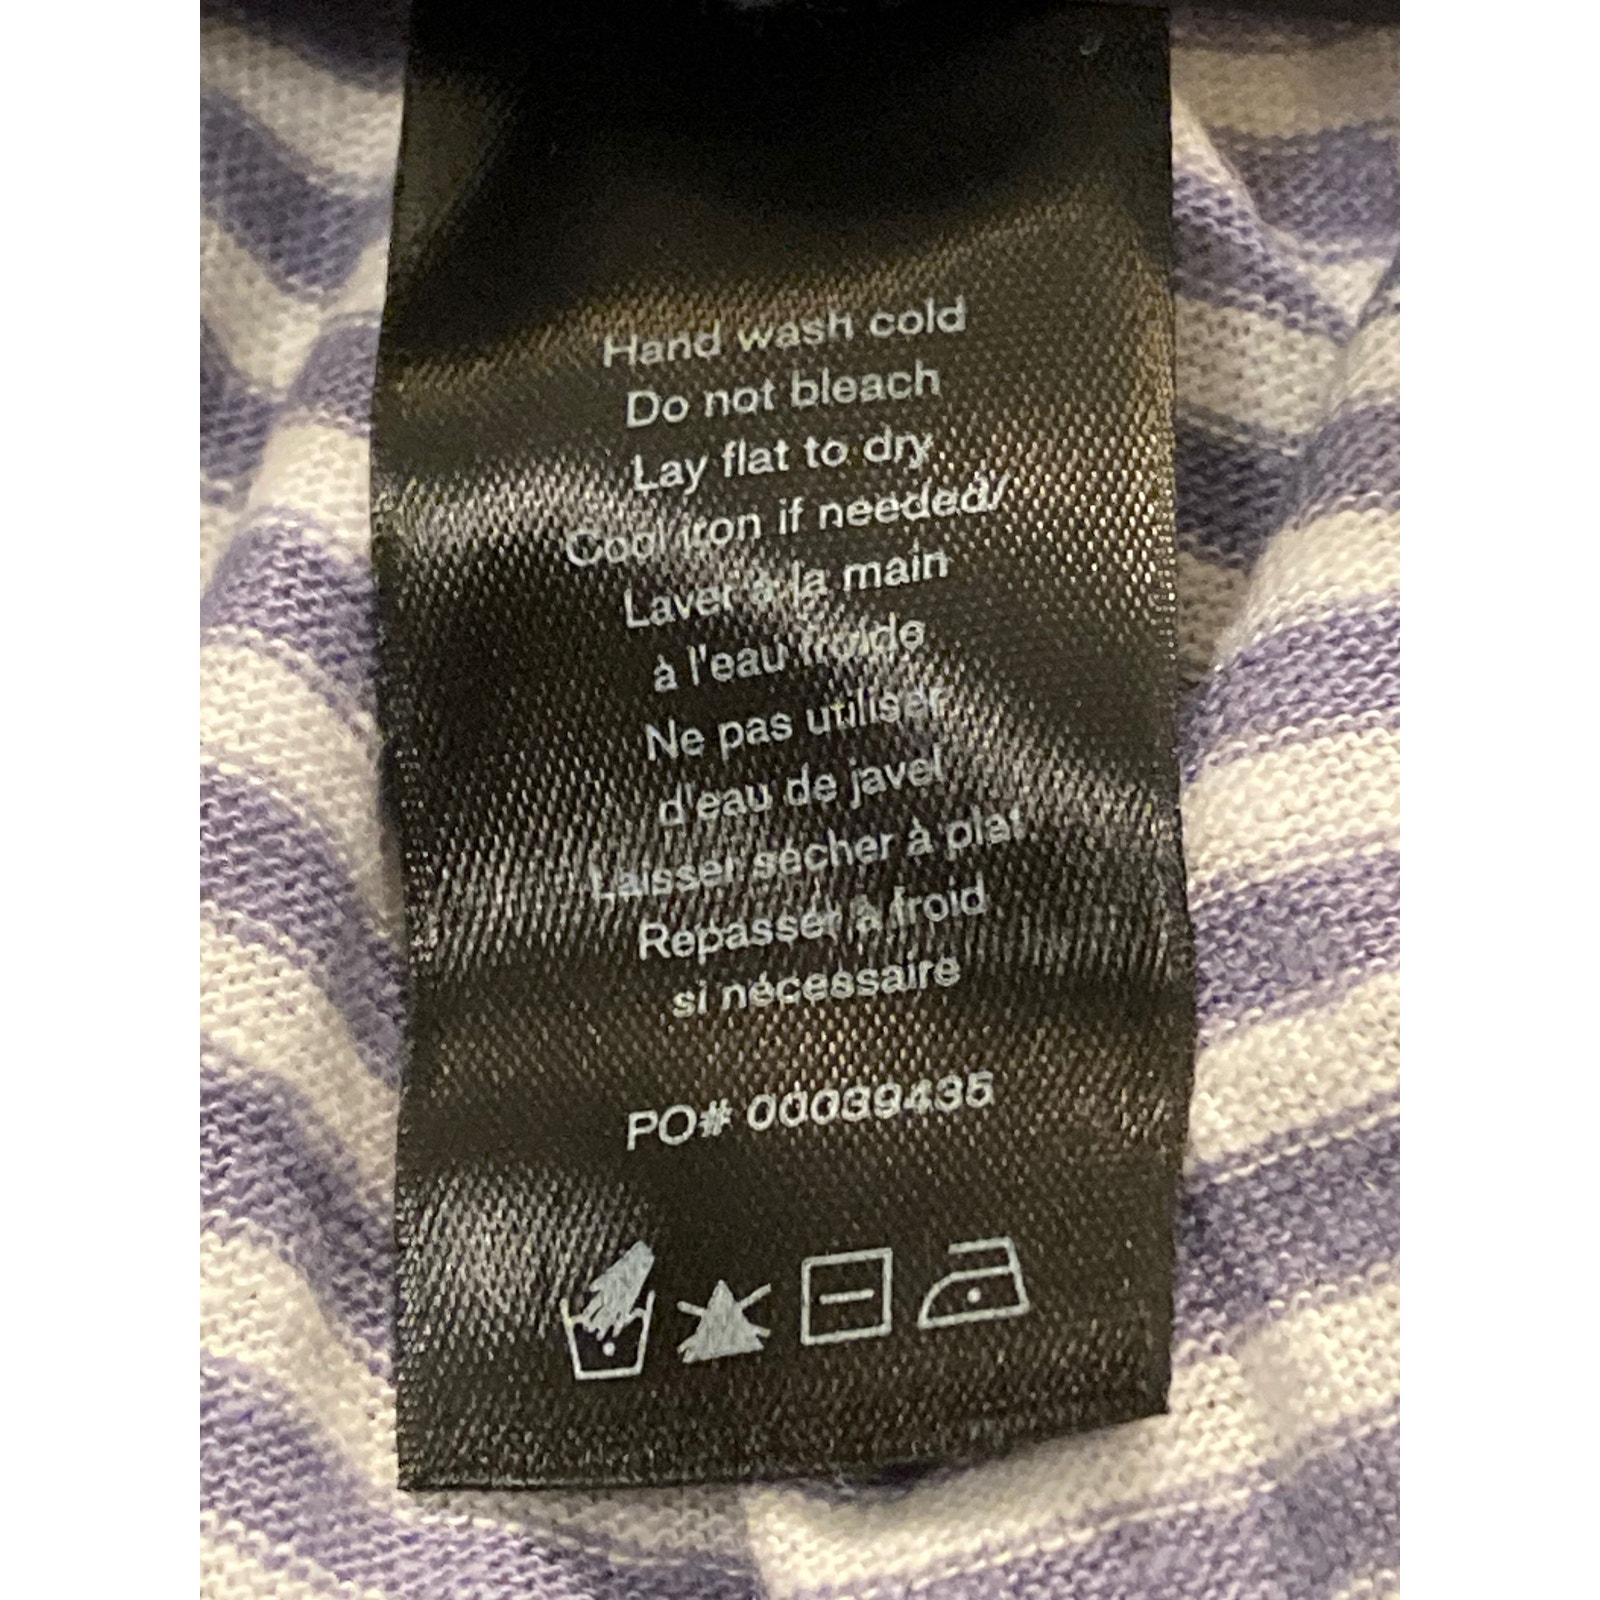 Hand wash cold
Do not bleach
Lay flat to dry
Cool iron if needed/
Laver à la main
à l'eau froide
Ne pas utiliser
d'eau de javel
Laisser sécher à plat
Repasser à froid
si nécessaire
PO# 00039435